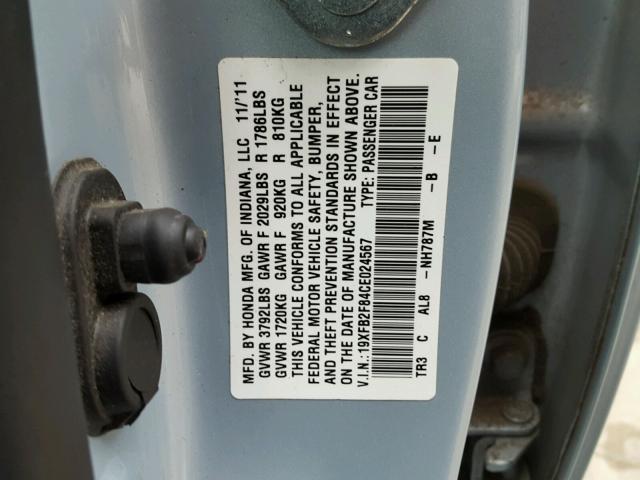 MFD. BY HONDA MFG. OF INDIANA, LLC 11/'11
GVWR 3792LBS GAWR F 2029LBS R 1786LBS
GVWR 1720KG GAWR F 920KG R 810KG
THIS VEHICLE CONFORMS TO ALL APPLICABLE
FEDERAL MOTOR VEHICLE SAFETY, BUMPER,
AND THEFT PREVENTION STANDARDS IN EFFECT
ON THE DATE OF MANUFACTURE SHOWN ABOVE.
V.I.N.: 19XFB2F84CE024567 TYPE: PASSENGER CAR
TR3 C AL8 -NH787M -B -E